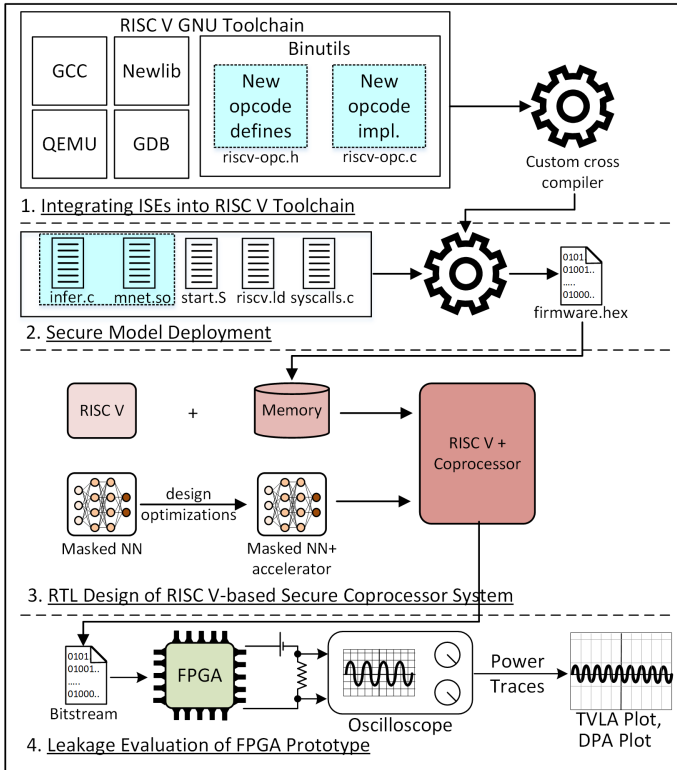 RISC V GNU Toolchain
GCC
Newlib
QEMU
GDB
Binutils
New
opcode
defines
riscv-opc.h
New
opcode
impl.
riscv-opc.c
Custom cross
compiler
1. Integrating ISEs into RISC V Toolchain
infer.c
mnet.so
start.S
riscv.ld
syscalls.c
0101
01001..
.....
01000..
firmware.hex
2. Secure Model Deployment
RISC V
+
Memory
RISC V +
Coprocessor
Masked NN
design
optimizations
Masked NN+
accelerator
3. RTL Design of RISC V-based Secure Coprocessor System
0101
01001..
.....
01000..
Bitstream
FPGA
Oscilloscope
Power
Traces
TVLA Plot,
DPA Plot
4. Leakage Evaluation of FPGA Prototype